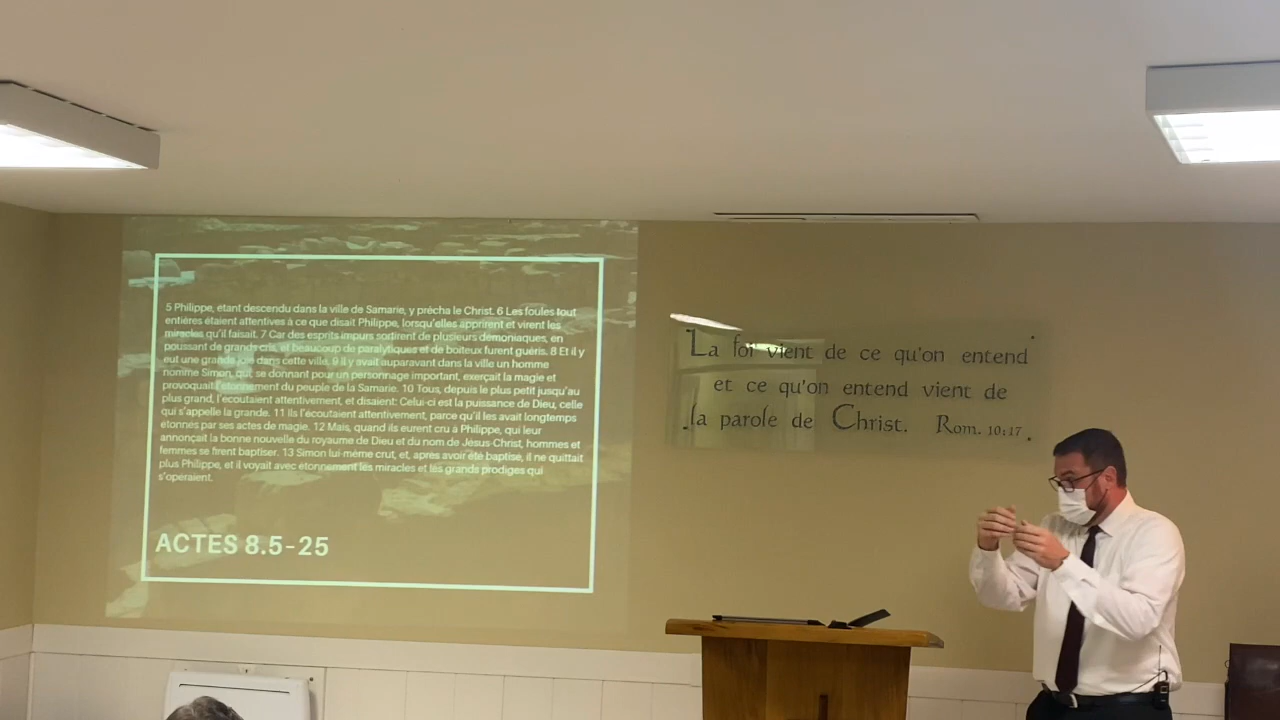 5 Philippe, étant descendu dans la ville de Samarie, y prêcha le Christ. 6 Les foules tout
entières étaient attentives à ce que disait Philippe, lorsqu'elles apprirent et virent les
miracles qu'il faisait. 7 Car des esprits impurs sortirent de plusieurs démoniaques, en
poussant de grands cris, et beaucoup de paralytiques et de boiteux furent guéris. 8 Et il y
eut une grande joie dans cette ville. 9 Il y avait auparavant dans la ville un homme
nommé Simon, qui, se donnant pour un personnage important, exerçait la magie et
provoquait l'étonnement du peuple de la Samarie. 10 Tous, depuis le plus petit jusqu'au
plus grand, l'écoutaient attentivement, et disaient: Celui-ci est la puissance de Dieu, celle
qui s'appelle la grande. 11 Ils l'écoutaient attentivement, parce qu'il les avait longtemps
étonnés par ses actes de magie. 12 Mais, quand ils eurent cru à Philippe, qui leur
annonçait la bonne nouvelle du royaume de Dieu et du nom de Jésus-Christ, hommes et
femmes se firent baptiser. 13 Simon lui-même crut, et, après avoir été baptisé, il ne quittait
plus Philippe, et il voyait avec étonnement les miracles et les grands prodiges qui
s'opéraient.
ACTES 8.5-25
La foi vient de ce qu'on entend
et ce qu'on entend vient de
la parole de Christ. Rom. 10:17